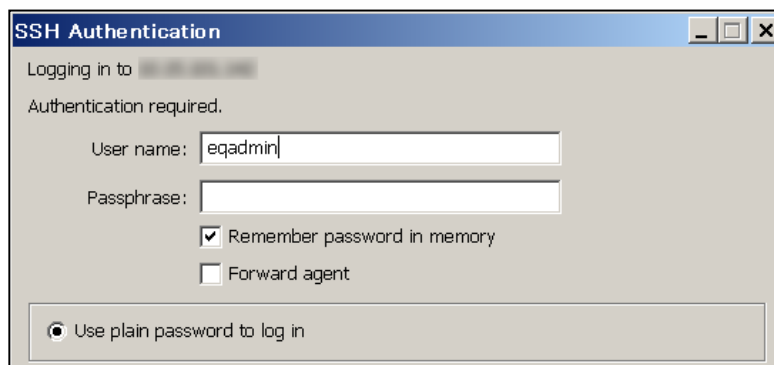 SSH Authentication
Logging in to
Authentication required.
User name: eqadmin
Passphrase:
Remember password in memory
Forward agent
Use plain password to log in